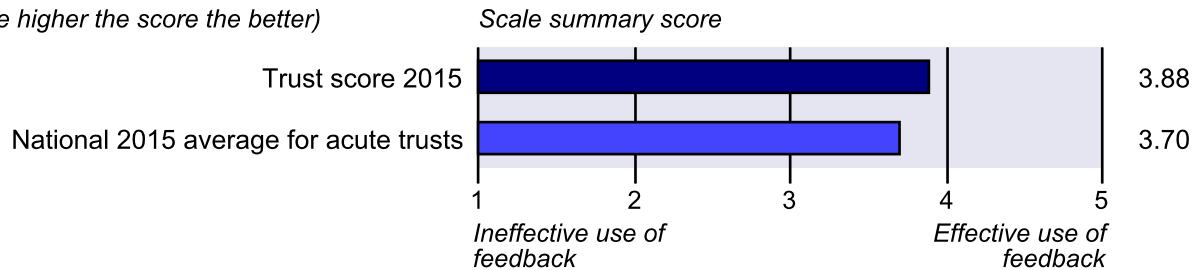 e higher the score the better)
Scale summary score
Trust score 2015
3.88
National 2015 average for acute trusts
3.70
1 2 3 4 5
Ineffective use of
feedback
Effective use of
feedback